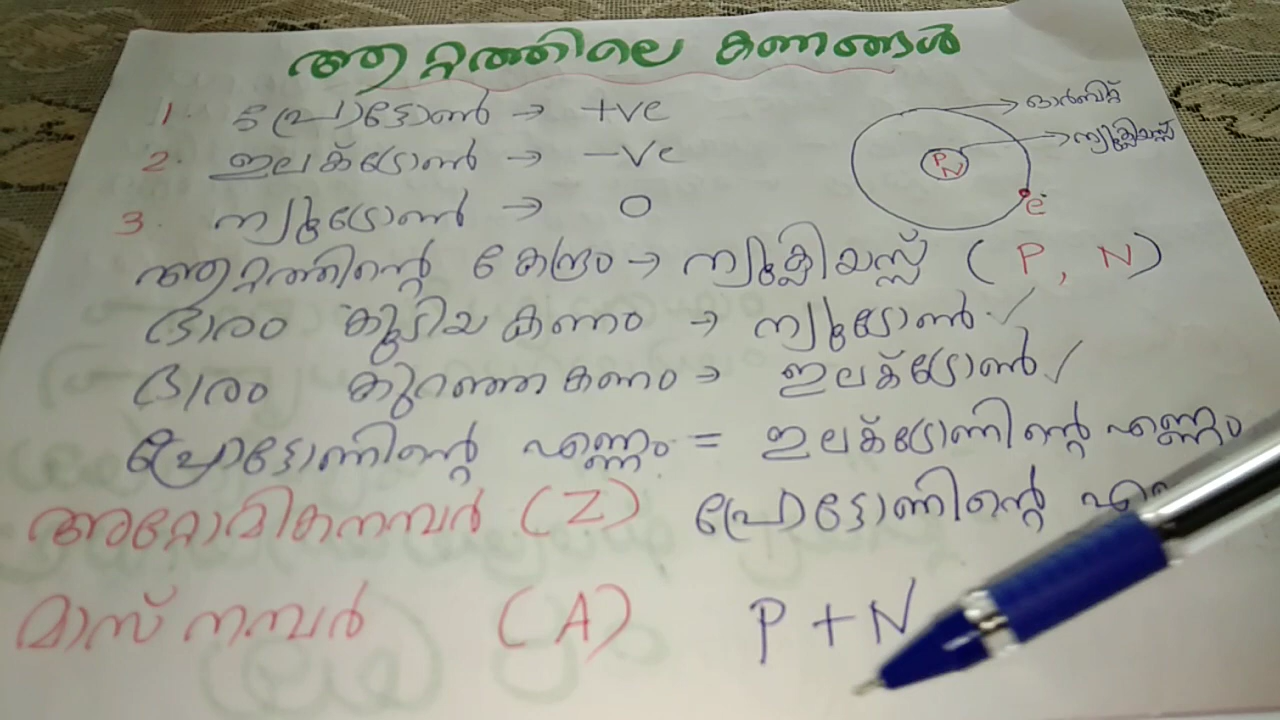 ആറ്റത്തിലെ കണങ്ങൾ
1. പ്രോട്ടോൺ → +ve
2. ഇലക്ട്രോൺ → -ve
3. ന്യൂട്രോൺ → 0
ഓർബിറ്റ്
ന്യൂക്ലിയസ്സ്
P
N
e⁻
ആറ്റത്തിന്റെ കേന്ദ്രം → ന്യൂക്ലിയസ്സ് (P, N)
ഭാരം കൂടിയ കണം → ന്യൂട്രോൺ ✓
ഭാരം കുറഞ്ഞ കണം → ഇലക്ട്രോൺ ✓
പ്രോട്ടോണിന്റെ എണ്ണം = ഇലക്ട്രോണിന്റെ എണ്ണം
അറ്റോമികനമ്പർ (Z) പ്രോട്ടോണിന്റെ
മാസ് നമ്പർ (A) P+N